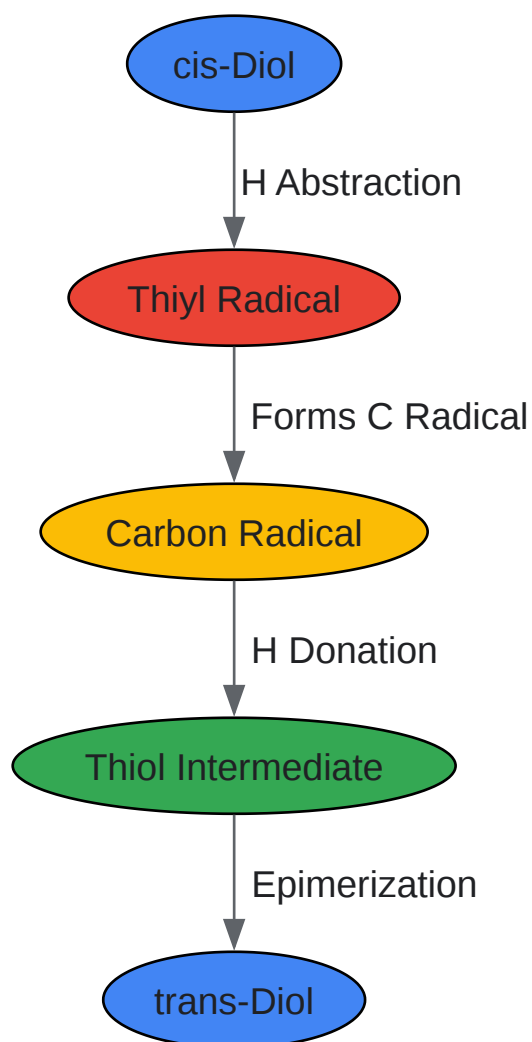 cis-Diol
H Abstraction
Thiyl Radical
Forms C Radical
Carbon Radical
H Donation
Thiol Intermediate
Epimerization
trans-Diol